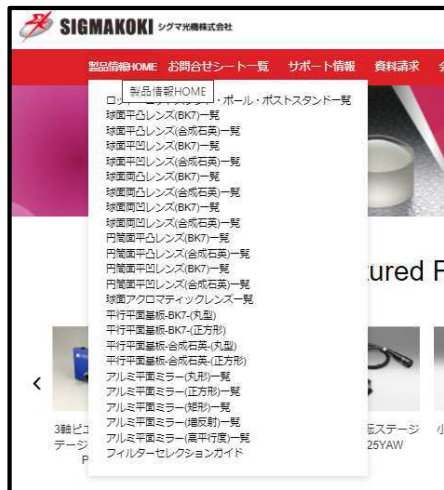 SIGMAKOKI シグマ光機株式会社
製品情報HOME お問合せシート一覧 サポート情報 資料請求
製品情報HOME
ポール・ポストスタンド一覧
球面平凸レンズ(BK7)一覧
球面平凸レンズ(合成石英)一覧
球面平凹レンズ(BK7)一覧
球面平凹レンズ(合成石英)一覧
球面両凸レンズ(BK7)一覧
球面両凸レンズ(合成石英)一覧
球面両凹レンズ(BK7)一覧
球面両凹レンズ(合成石英)一覧
円筒面平凸レンズ(BK7)一覧
円筒面平凸レンズ(合成石英)一覧
円筒面平凹レンズ(BK7)一覧
円筒面平凹レンズ(合成石英)一覧
球面アクロマティックレンズ一覧
平行平面基板-BK7-(丸型)
平行平面基板-BK7-(正方形)
平行平面基板-合成石英-(丸型)
平行平面基板-合成石英-(正方形)
アルミ平面ミラー(丸形)一覧
アルミ平面ミラー(正方形)一覧
アルミ平面ミラー(矩形)一覧
アルミ平面ミラー(増反射)一覧
アルミ平面ミラー(高平行度)一覧
フィルターセレクションガイド
tured F
3軸ピエ
テージ
P
ステージ
25YAW
小